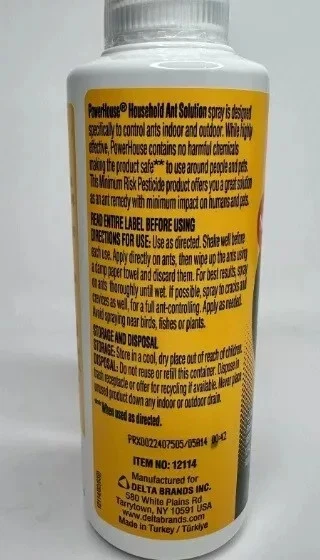 PowerHouse® Household Ant Solution spray is designed
specifically to control ants indoor and outdoor. While highly
effective, PowerHouse contains no harmful chemicals
making the product safe** to use around people and pets.
This Minimum Risk Pesticide product offers you a great solution
as an ant remedy with minimum impact on humans and pets.
READ ENTIRE LABEL BEFORE USING
DIRECTIONS FOR USE: Use as directed. Shake well before
each use. Apply directly on ants, then wipe up the ants using
a damp paper towel and discard them. For best results, spray
on ants thoroughly until wet. If possible, spray to cracks and
crevices as well, for a full ant-controlling. Apply as needed.
Avoid spraying near birds, fishes or plants.
STORAGE AND DISPOSAL
STORAGE: Store in a cool, dry place out of reach of children.
DISPOSAL: Do not reuse or refill this container. Dispose in
trash receptacle or offer for recycling if available. Never place
unused product down any indoor or outdoor drain.
**When used as directed.
ITEM NO: 12114
Manufactured for
DELTA BRANDS INC.
580 White Plains Rd
Tarrytown, NY 10591 USA
www.deltabrands.com
Made in Turkey / Türkiye